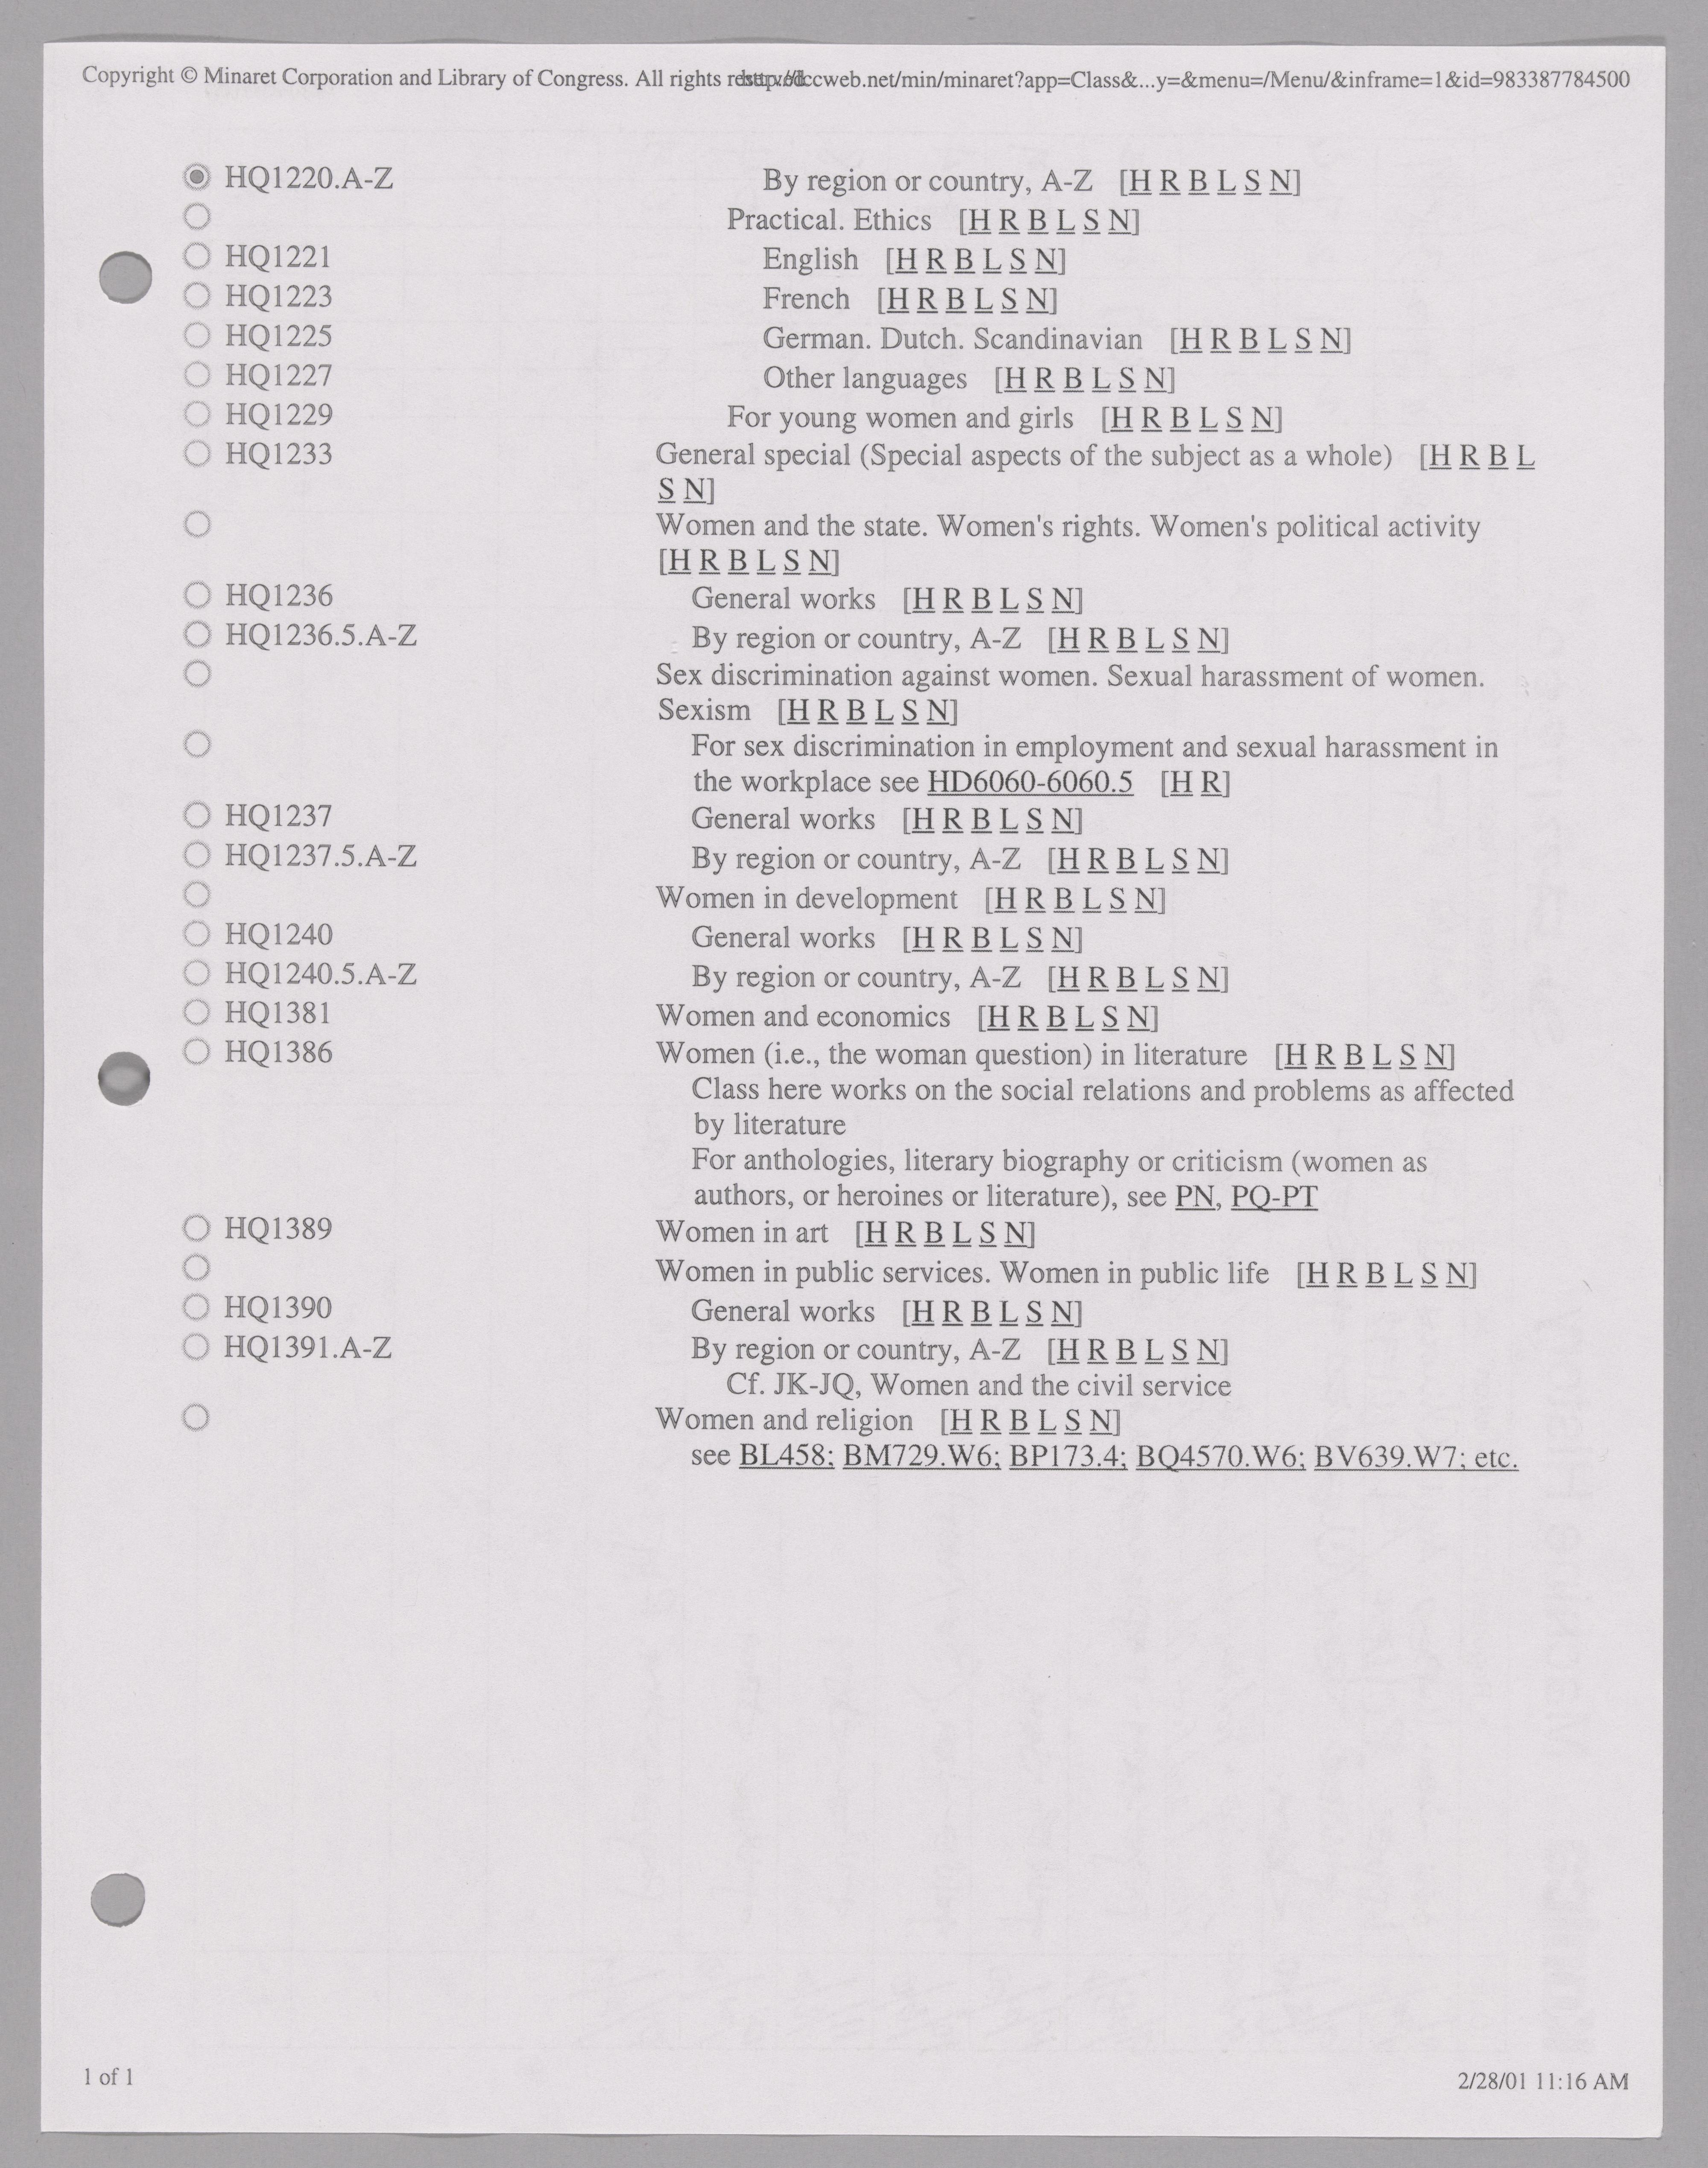 Copyright © Minaret Corporation and Library of Congress. All rights reserved. http://lccweb.net/min/minaret?app=Class&...y=&menu=/Menu/&inframe=1&id=983387784500
HQ1220.A-Z By region or country, A-Z [H R B L S N]
Practical. Ethics [H R B L S N]
HQ1221 English [H R B L S N]
HQ1223 French [H R B L S N]
HQ1225 German. Dutch. Scandinavian [H R B L S N]
HQ1227 Other languages [H R B L S N]
HQ1229 For young women and girls [H R B L S N]
HQ1233 General special (Special aspects of the subject as a whole) [H R B L
S N]
Women and the state. Women's rights. Women's political activity
[H R B L S N]
HQ1236 General works [H R B L S N]
HQ1236.5.A-Z By region or country, A-Z [H R B L S N]
Sex discrimination against women. Sexual harassment of women.
Sexism [H R B L S N]
For sex discrimination in employment and sexual harassment in
the workplace see HD6060-6060.5 [H R]
HQ1237 General works [H R B L S N]
HQ1237.5.A-Z By region or country, A-Z [H R B L S N]
Women in development [H R B L S N]
HQ1240 General works [H R B L S N]
HQ1240.5.A-Z By region or country, A-Z [H R B L S N]
HQ1381 Women and economics [H R B L S N]
HQ1386 Women (i.e., the woman question) in literature [H R B L S N]
Class here works on the social relations and problems as affected
by literature
For anthologies, literary biography or criticism (women as
authors, or heroines or literature), see PN, PQ-PT
HQ1389 Women in art [H R B L S N]
Women in public services. Women in public life [H R B L S N]
HQ1390 General works [H R B L S N]
HQ1391.A-Z By region or country, A-Z [H R B L S N]
Cf. JK-JQ, Women and the civil service
Women and religion [H R B L S N]
see BL458; BM729.W6; BP173.4; BQ4570.W6; BV639.W7; etc.
1 of 1 2/28/01 11:16 AM